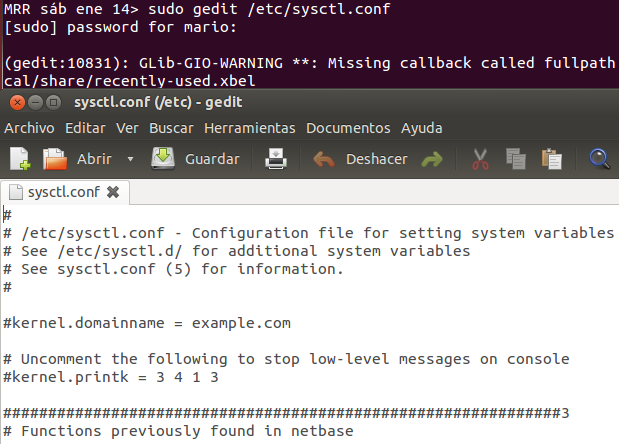 MRR sáb ene 14> sudo gedit /etc/sysctl.conf
[sudo] password for mario:
(gedit:10831): GLib-GIO-WARNING **: Missing callback called fullpath
cal/share/recently-used.xbel
sysctl.conf (/etc) - gedit
Archivo Editar Ver Buscar Herramientas Documentos Ayuda
Abrir Guardar Deshacer
sysctl.conf
#
# /etc/sysctl.conf - Configuration file for setting system variables
# See /etc/sysctl.d/ for additional system variables
# See sysctl.conf (5) for information.
#
#kernel.domainname = example.com
# Uncomment the following to stop low-level messages on console
#kernel.printk = 3 4 1 3
##############################################################3
# Functions previously found in netbase